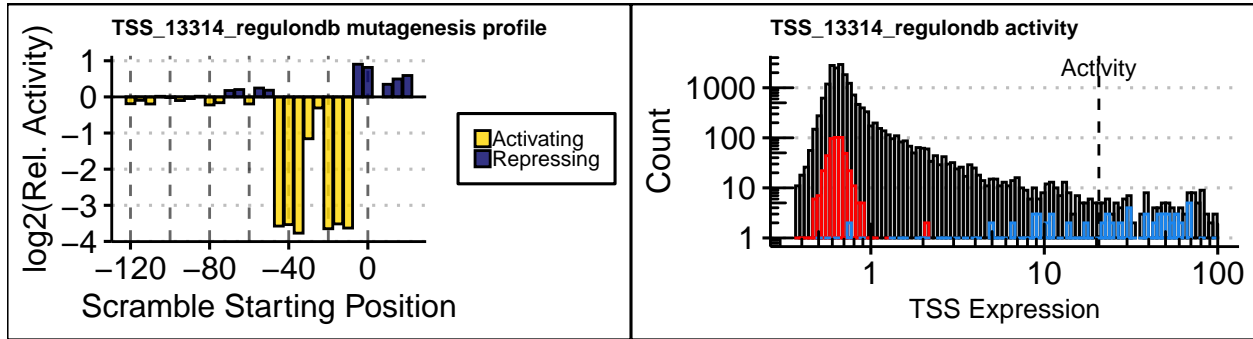 TSS_13314_regulondb mutagenesis profile
log2(Rel. Activity)
1
0
−1
−2
−3
−4
−120
−80
−40
0
Scramble Starting Position
Activating
Repressing
TSS_13314_regulondb activity
Activity
Count
1000
100
10
1
1
10
100
TSS Expression